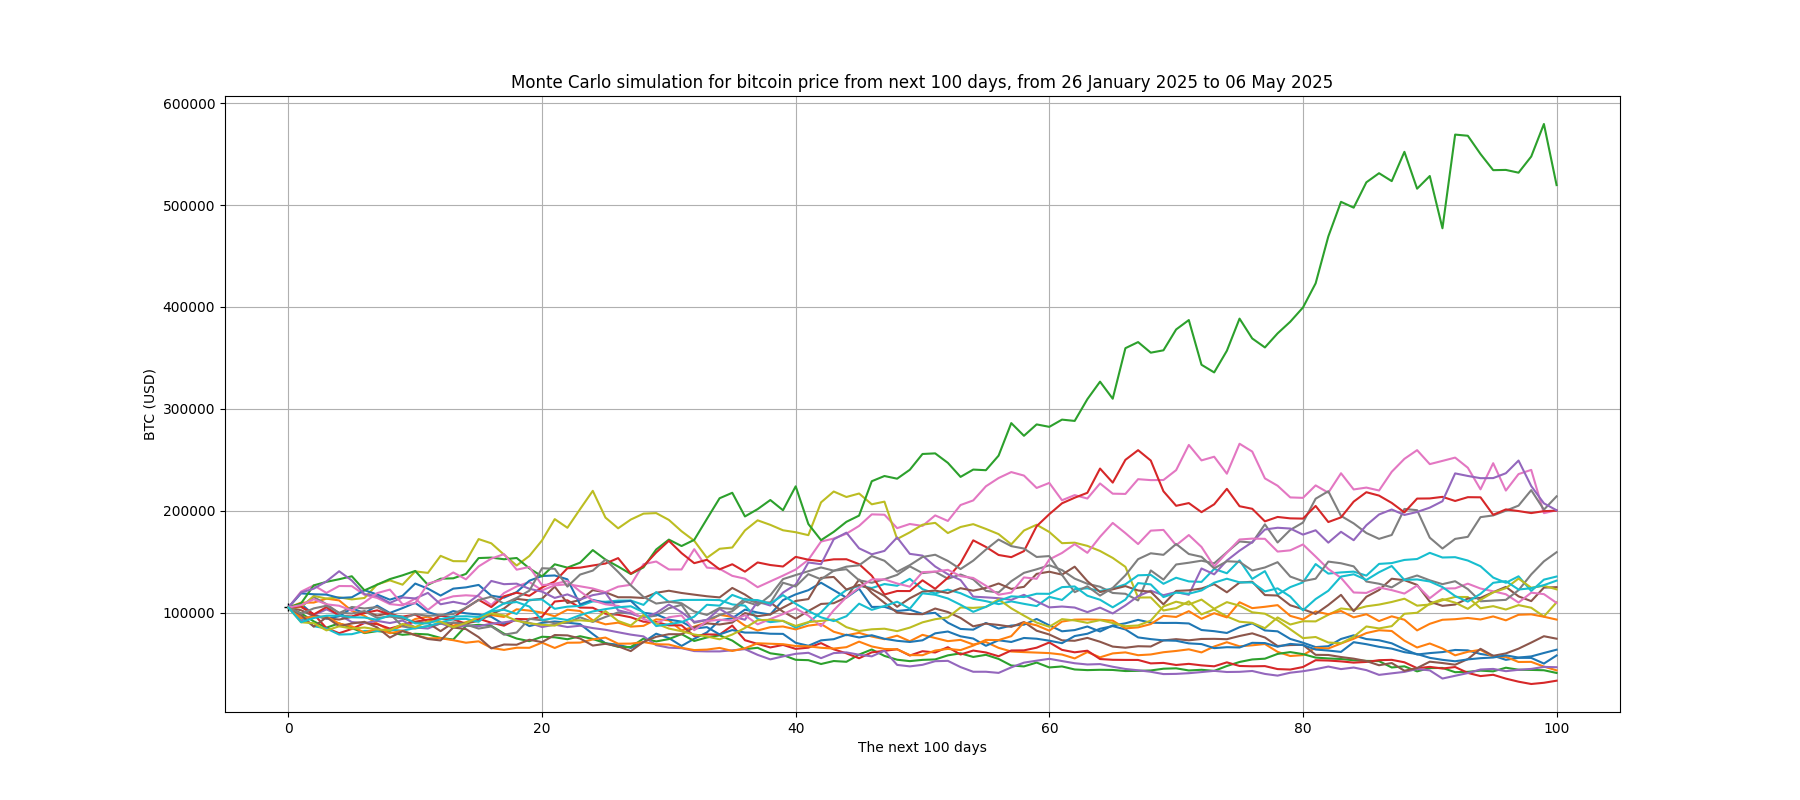 Monte Carlo simulation for bitcoin price from next 100 days, from 26 January 2025 to 06 May 2025
600000
500000
400000
300000
200000
100000
BTC (USD)
0 20 40 60 80 100
The next 100 days